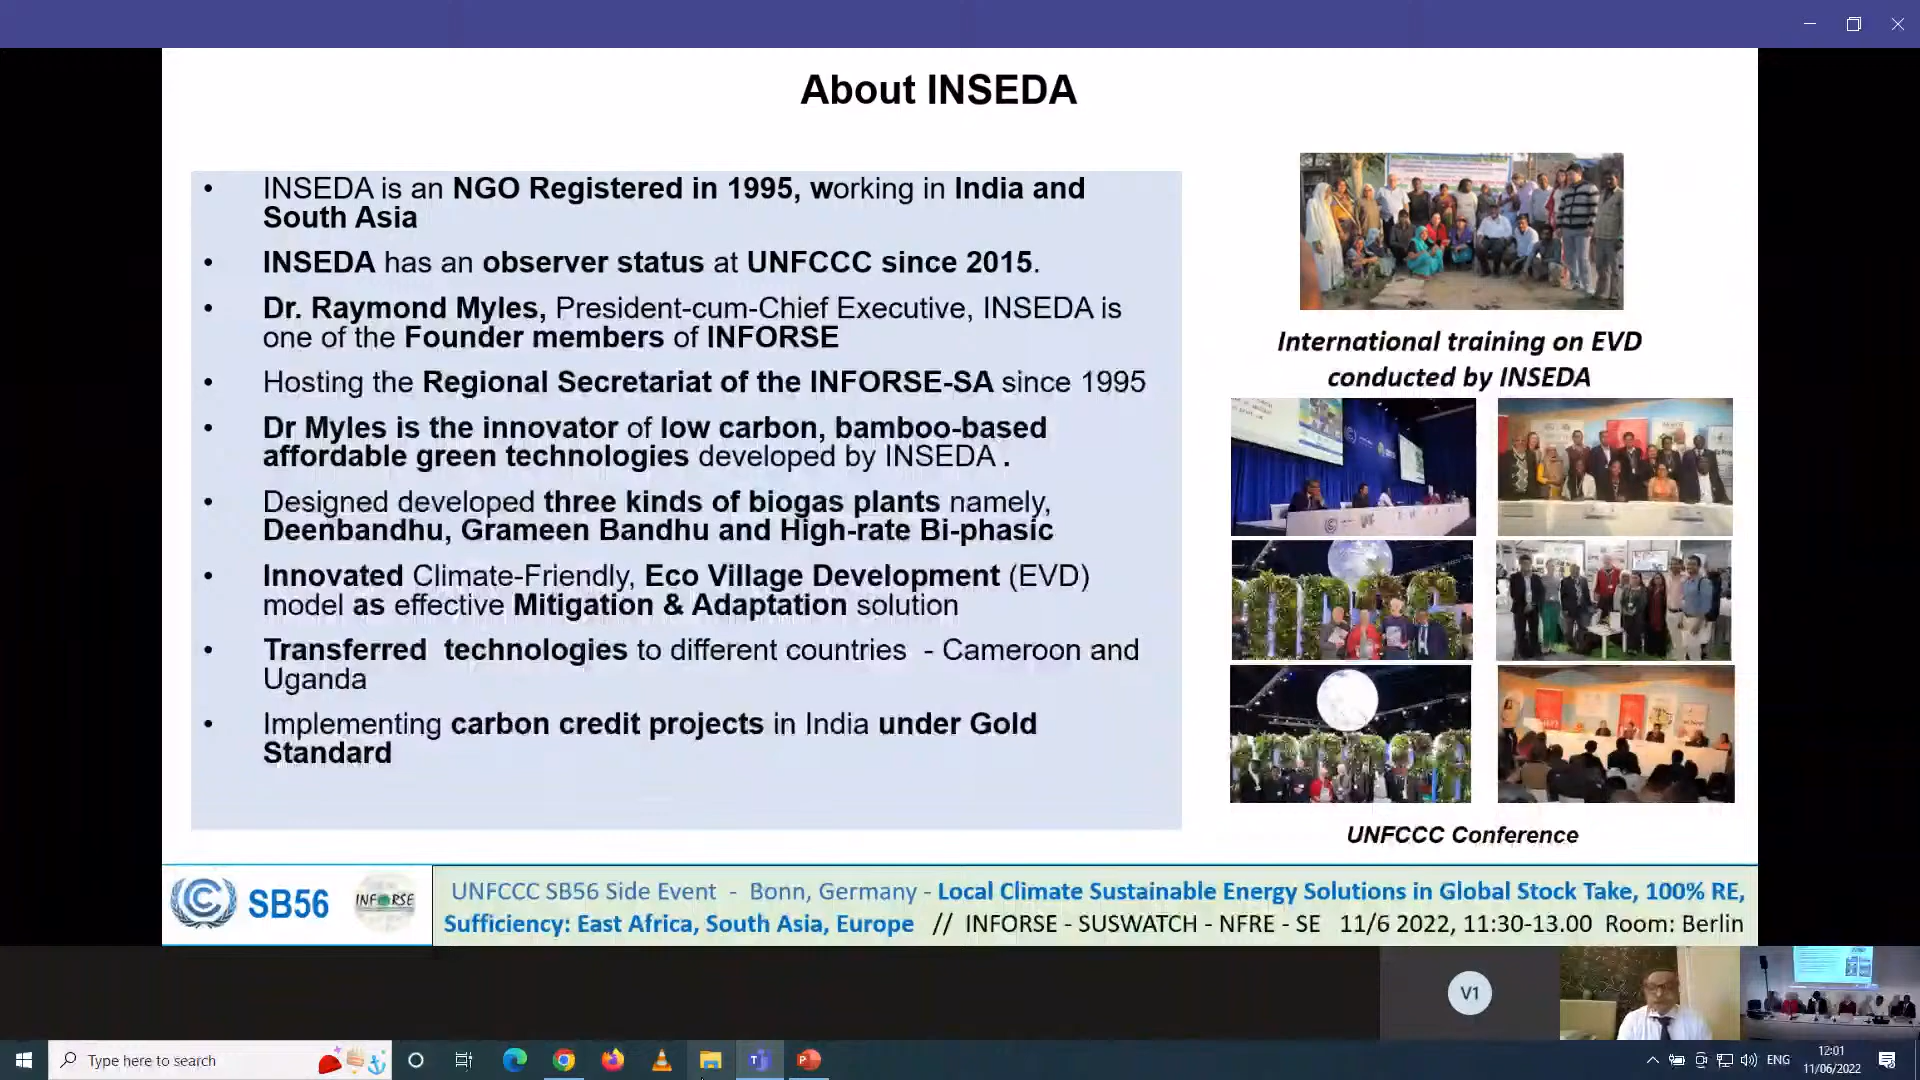 About INSEDA
• INSEDA is an NGO Registered in 1995, working in India and
South Asia
• INSEDA has an observer status at UNFCCC since 2015.
• Dr. Raymond Myles, President-cum-Chief Executive, INSEDA is
one of the Founder members of INFORSE
• Hosting the Regional Secretariat of the INFORSE-SA since 1995
• Dr Myles is the innovator of low carbon, bamboo-based
affordable green technologies developed by INSEDA .
• Designed developed three kinds of biogas plants namely,
Deenbandhu, Grameen Bandhu and High-rate Bi-phasic
• Innovated Climate-Friendly, Eco Village Development (EVD)
model as effective Mitigation & Adaptation solution
• Transferred technologies to different countries - Cameroon and
Uganda
• Implementing carbon credit projects in India under Gold
Standard
International training on EVD
conducted by INSEDA
UNFCCC Conference
SB56
INFORSE
UNFCCC SB56 Side Event - Bonn, Germany - Local Climate Sustainable Energy Solutions in Global Stock Take, 100% RE,
Sufficiency: East Africa, South Asia, Europe // INFORSE - SUSWATCH - NFRE - SE 11/6 2022, 11:30-13.00 Room: Berlin
V1
Type here to search
ENG
12:01
11/06/2022